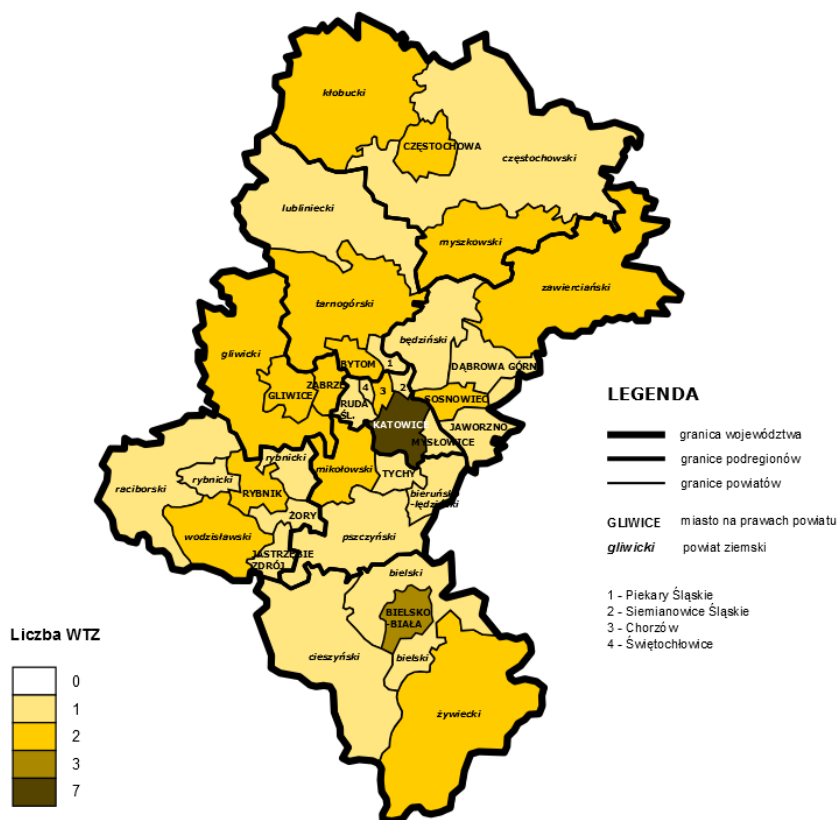 kłobucki
CZĘSTOCHOWA
częstochowski
lubliniecki
myszkowski
zawierciański
tarnogórski
będziński
gliwicki
BYTOM
1
DĄBROWA GÓRN
GLIWICE
ZABRZE
4
3
2
RUDA
ŚL.
SOSNOWIEC
KATOWICE
JAWORZNO
MYSŁOWICE
rybnicki
mikołowski
TYCHY
raciborski
rybnicki
RYBNIK
bieruńsko
-lędziński
ŻORY
wodzisławski
pszczyński
JASTRZĘBIE
ZDRÓJ
bielski
BIELSKO
-BIAŁA
cieszyński
bielski
żywiecki
LEGENDA
granica województwa
granice podregionów
granice powiatów
GLIWICE miasto na prawach powiatu
gliwicki powiat ziemski
1 - Piekary Śląskie
2 - Siemianowice Śląskie
3 - Chorzów
4 - Świętochłowice
Liczba WTZ
0
1
2
3
7